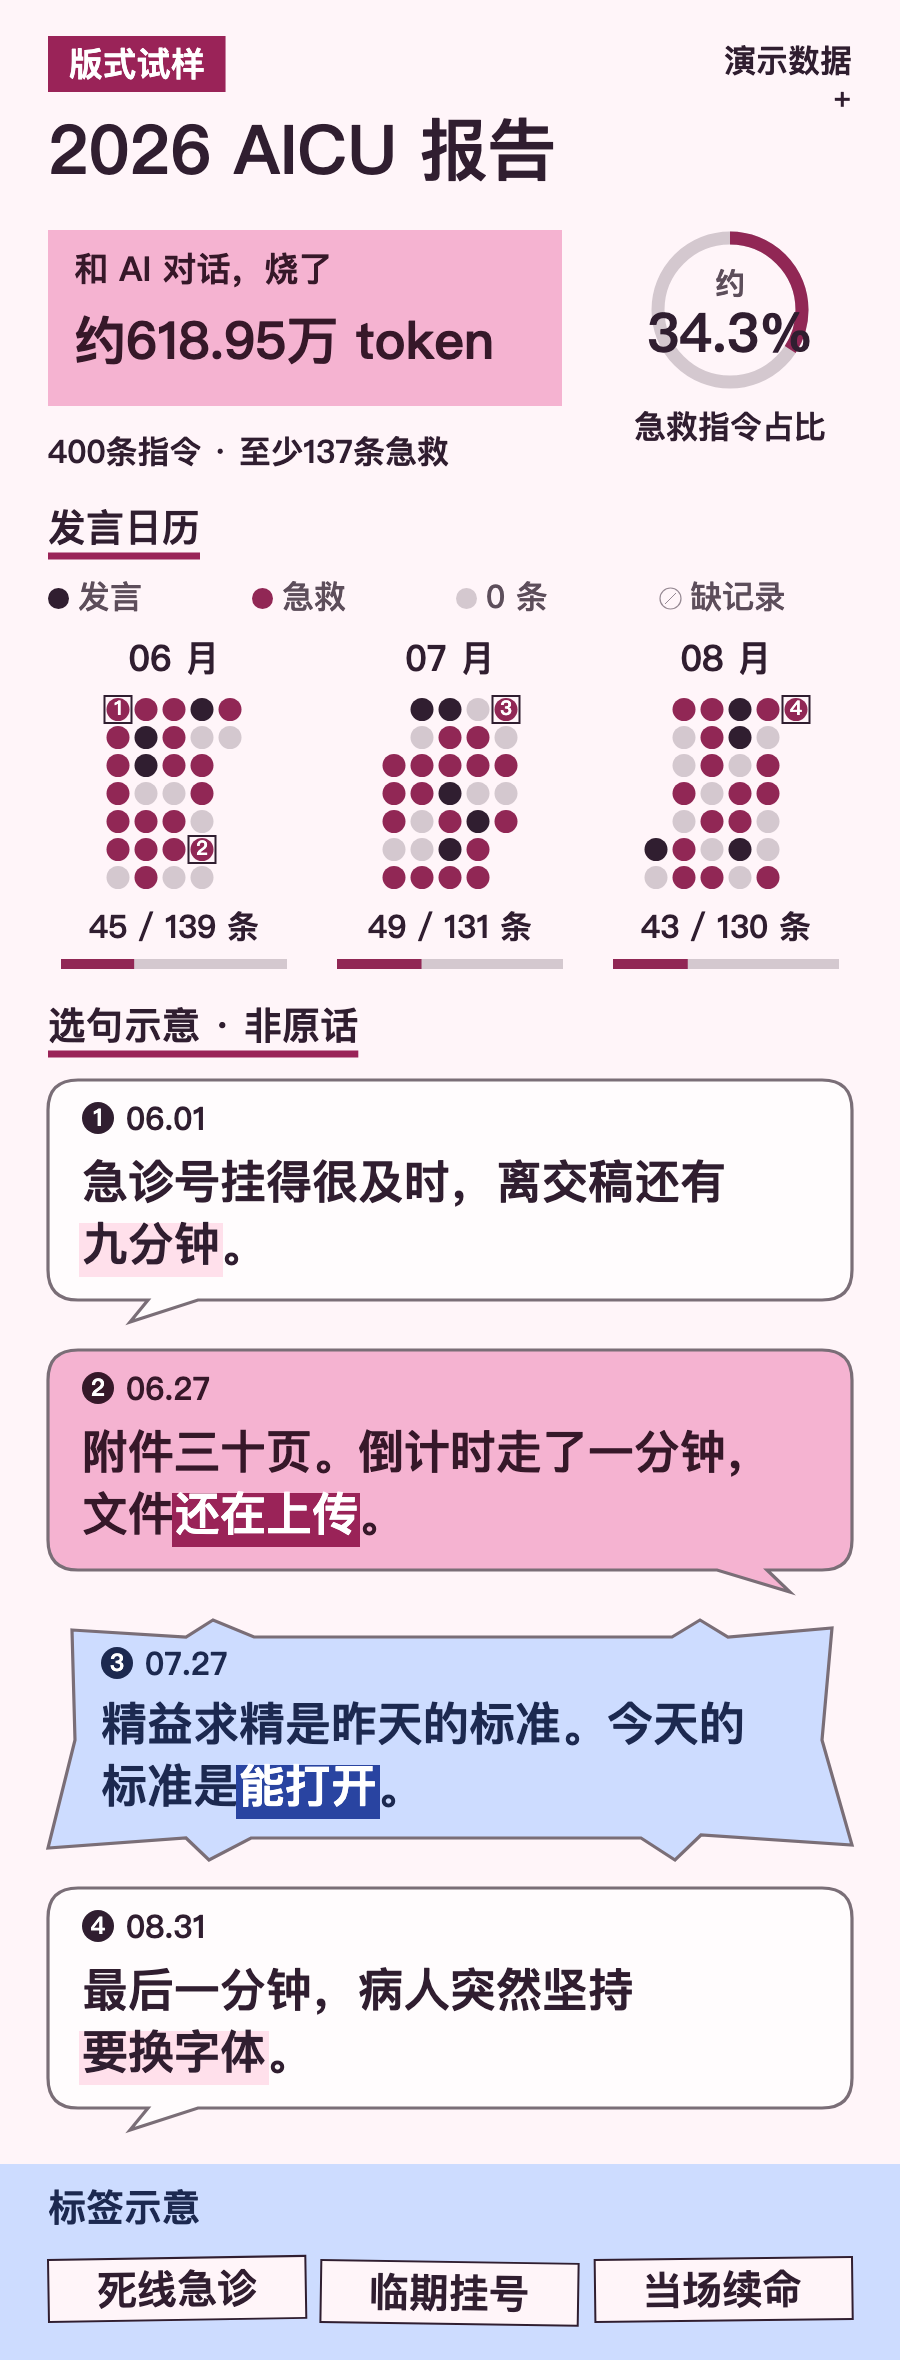 版式试样
演示数据
+
2026 AICU 报告
和 AI 对话，烧了
约618.95万 token
约
34.3%
急救指令占比
400条指令 · 至少137条急救
发言日历
发言
急救
0 条
缺记录
06 月
07 月
08 月
1
3
4
2
45 / 139 条
49 / 131 条
43 / 130 条
选句示意 · 非原话
1 06.01
急诊号挂得很及时，离交稿还有
九分钟。
2 06.27
附件三十页。倒计时走了一分钟，
文件还在上传。
3 07.27
精益求精是昨天的标准。今天的
标准是能打开。
4 08.31
最后一分钟，病人突然坚持
要换字体。
标签示意
死线急诊
临期挂号
当场续命